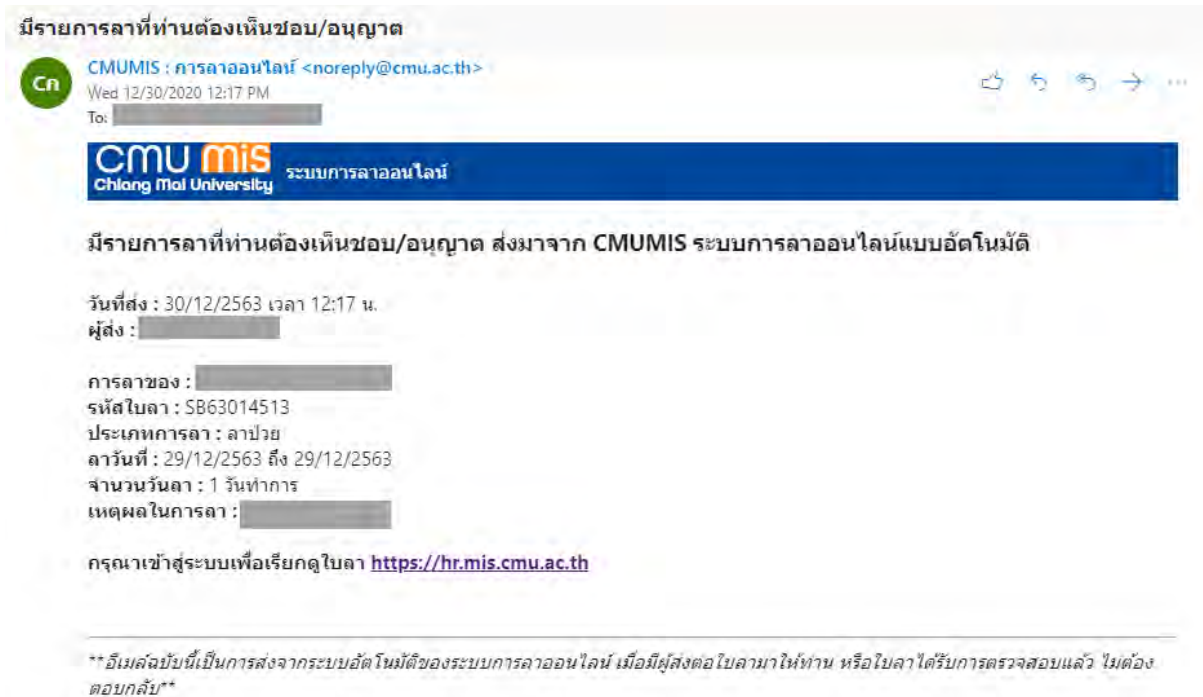 มีรายการลาที่ท่านต้องเห็นชอบ/อนุญาต
Cก
CMUMIS : การลาออนไลน์ <noreply@cmu.ac.th>
Wed 12/30/2020 12:17 PM
To:
CMU MIS
Chiang Mai University
ระบบการลาออนไลน์
มีรายการลาที่ท่านต้องเห็นชอบ/อนุญาต ส่งมาจาก CMUMIS ระบบการลาออนไลน์แบบอัตโนมัติ
วันที่ส่ง : 30/12/2563 เวลา 12:17 น.
ผู้ส่ง :
การลาของ :
รหัสใบลา : SB63014513
ประเภทการลา : ลาป่วย
ลาวันที่ : 29/12/2563 ถึง 29/12/2563
จำนวนวันลา : 1 วันทำการ
เหตุผลในการลา :
กรุณาเข้าสู่ระบบเพื่อเรียกดูใบลา https://hr.mis.cmu.ac.th
**อีเมล์ฉบับนี้เป็นการส่งจากระบบอัตโนมัติของระบบการลาออนไลน์ เมื่อมีผู้ส่งต่อใบลามาให้ท่าน หรือใบลาได้รับการตรวจสอบแล้ว ไม่ต้อง
ตอบกลับ**